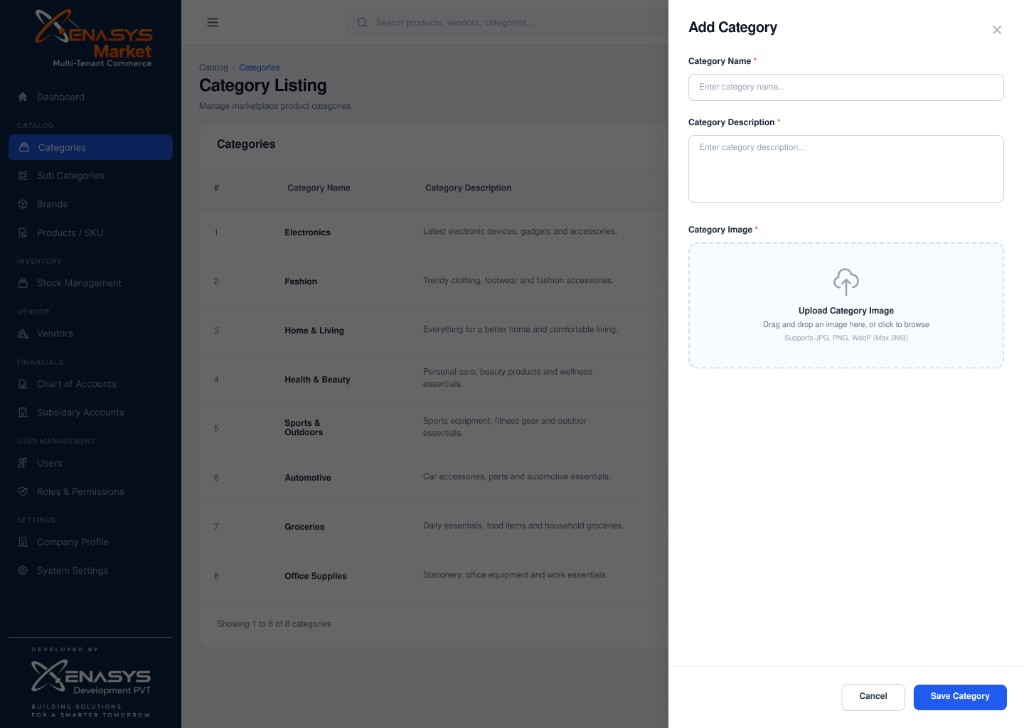 XENASYS
Market
Multi-Tenant Commerce
Dashboard
CATALOG
Categories
Sub Categories
Brands
Products / SKU
INVENTORY
Stock Management
VENDOR
Vendors
FINANCIALS
Chart of Accounts
Subsidary Accounts
USER MANAGEMENT
Users
Roles & Permissions
SETTINGS
Company Profile
System Settings
DEVELOPED BY
XENASYS
Development PVT
BUILDING SOLUTIONS
FOR A SMARTER TOMORROW
Search products, vendors, categories...
Catalog / Categories
Category Listing
Manage marketplace product categories
Categories
# Category Name Category Description
1 Electronics Latest electronic devices, gadgets and accessories.
2 Fashion Trendy clothing, footwear and fashion accessories.
3 Home & Living Everything for a better home and comfortable living.
4 Health & Beauty Personal care, beauty products and wellness
essentials.
5 Sports &
Outdoors Sports equipment, fitness gear and outdoor
essentials.
6 Automotive Car accessories, parts and automotive essentials.
7 Groceries Daily essentials, food items and household groceries.
8 Office Supplies Stationery, office equipment and work essentials.
Showing 1 to 8 of 8 categories
Add Category
Category Name *
Enter category name...
Category Description *
Enter category description...
Category Image *
Upload Category Image
Drag and drop an image here, or click to browse
Supports JPG, PNG, WebP (Max 2MB)
Cancel
Save Category